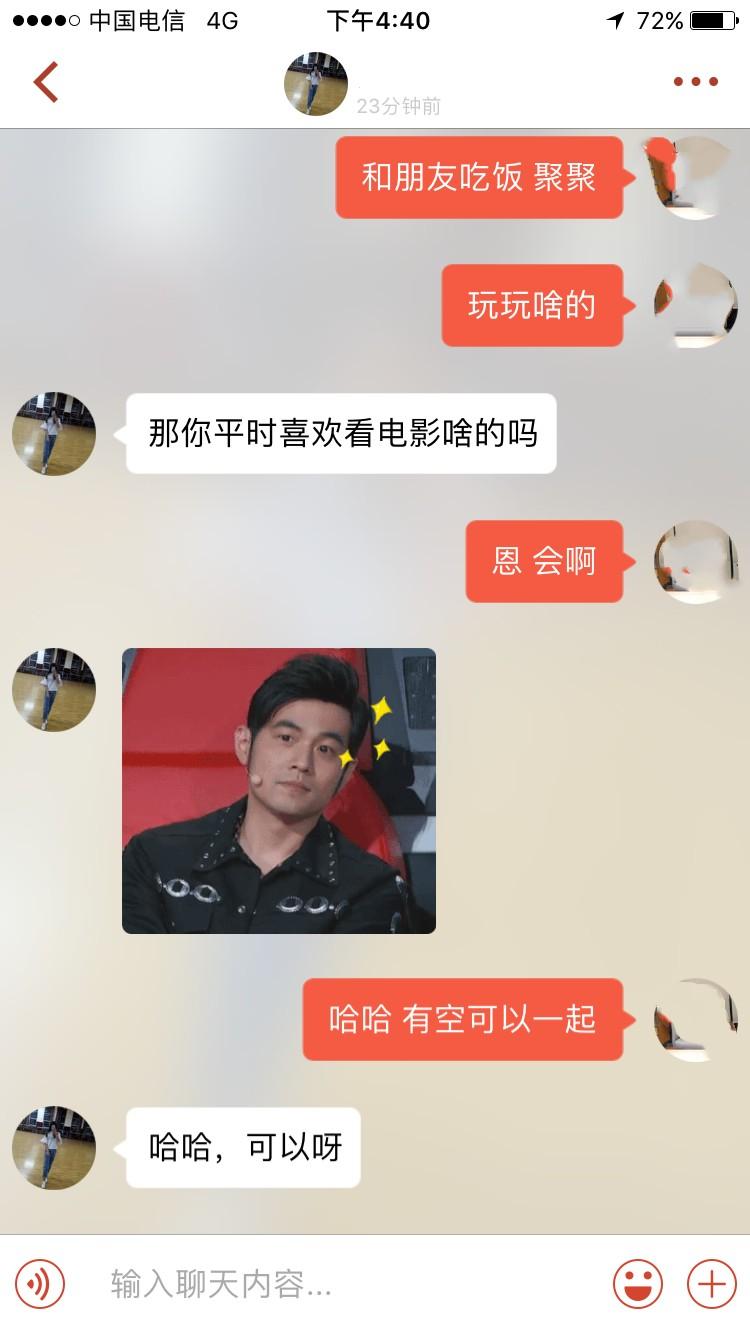 中国电信 4G 下午4:40 72%
23分钟前
和朋友吃饭 聚聚
玩玩啥的
那你平时喜欢看电影啥的吗
恩 会啊
哈哈 有空可以一起
哈哈，可以呀
输入聊天内容...